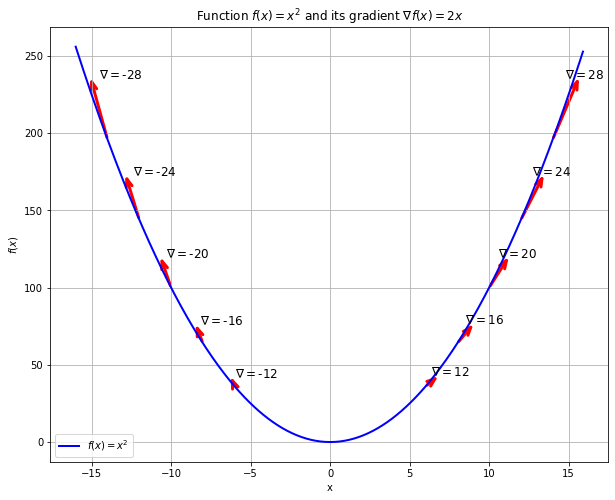 Function f(x) = x² and its gradient ∇f(x) = 2x
250
200
150
100
50
0
f(x)
∇ = -28
∇ = 28
∇ = -24
∇ = 24
∇ = -20
∇ = 20
∇ = -16
∇ = 16
∇ = -12
∇ = 12
f(x) = x²
−15
−10
−5
0
5
10
15
x